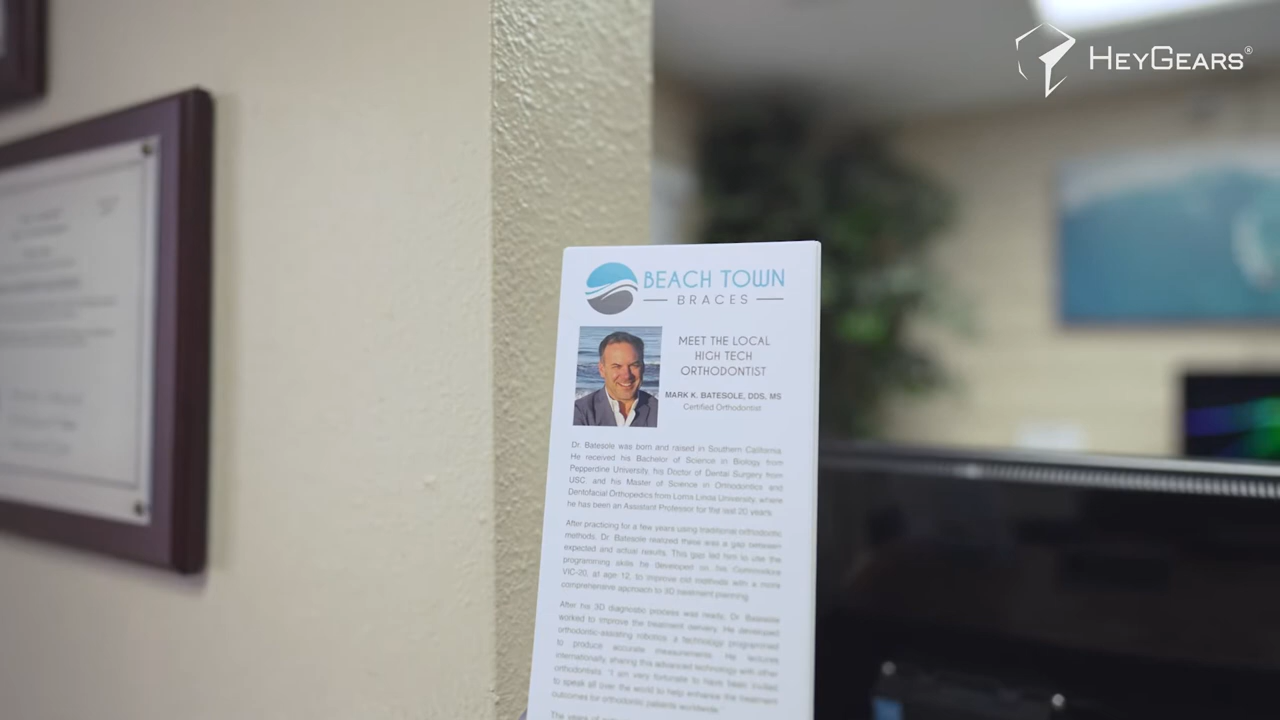 HEYGEARS®
BEACH TOWN
BRACES
MEET THE LOCAL
HIGH TECH
ORTHODONTIST
MARK K. BATESOLE, DDS, MS
Certified Orthodontist
Dr. Batesole was born and raised in Southern California.
He received his Bachelor of Science in Biology from
Pepperdine University, his Doctor of Dental Surgery from
USC, and his Master of Science in Orthodontics and
Dentofacial Orthopedics from Loma Linda University, where
he has been an Assistant Professor for the last 20 years.
After practicing for a few years using traditional orthodontic
methods, Dr. Batesole realized there was a gap between
expected and actual results. This gap led him to use the
programming skills he developed on his Commodore
VIC-20, at age 12, to improve old methods with a more
comprehensive approach to 3D treatment planning.
After his 3D diagnostic process was ready, Dr. Batesole
worked to improve the treatment delivery. He developed
orthodontic-assisting robotics, a technology programmed
to produce accurate measurements. He lectures
internationally, sharing this advanced technology with other
orthodontists. "I am very fortunate to have been invited
to speak all over the world to help enhance the treatment
outcomes for orthodontic patients worldwide.
The years of